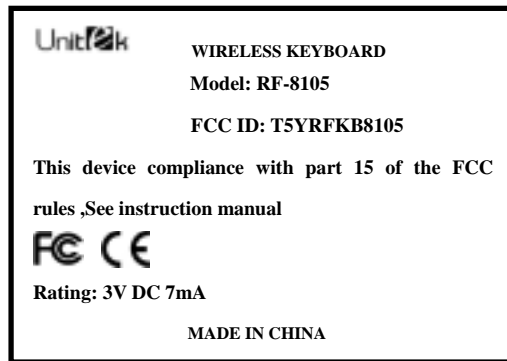 Unitek
WIRELESS KEYBOARD
Model: RF-8105
FCC ID: T5YRFKB8105
This device compliance with part 15 of the FCC
rules ,See instruction manual
FC CE
Rating: 3V DC 7mA
MADE IN CHINA